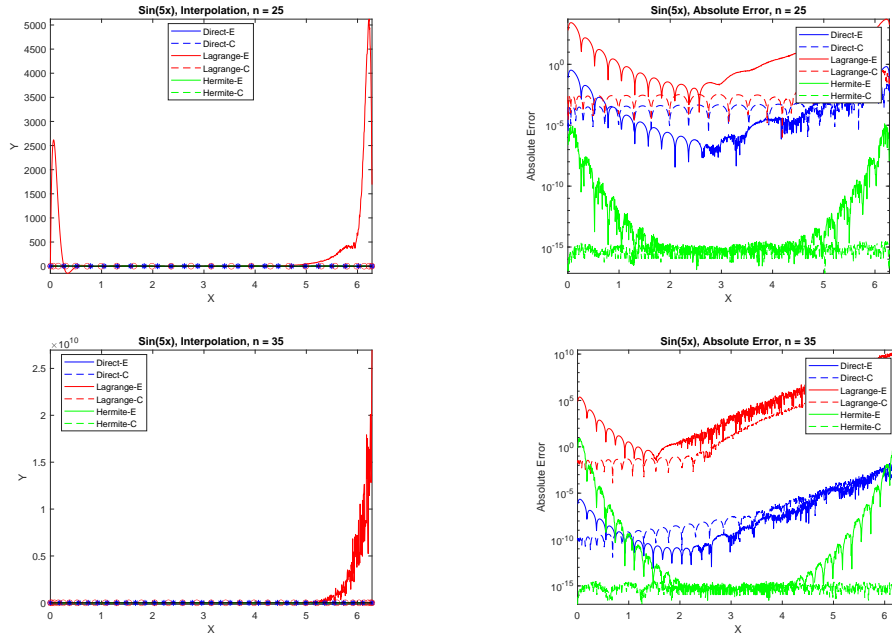 Sin(5x), Interpolation, n = 25
5000
4500
4000
3500
3000
2500
2000
1500
1000
500
0
Y
Direct-E
Direct-C
Lagrange-E
Lagrange-C
Hermite-E
Hermite-C
0 1 2 3 4 5 6
X
Sin(5x), Absolute Error, n = 25
10^0
10^-5
10^-10
10^-15
Absolute Error
Direct-E
Direct-C
Lagrange-E
Lagrange-C
Hermite-E
Hermite-C
0 1 2 3 4 5 6
X
Sin(5x), Interpolation, n = 35
×10^10
2.5
2
1.5
1
0.5
0
Y
Direct-E
Direct-C
Lagrange-E
Lagrange-C
Hermite-E
Hermite-C
0 1 2 3 4 5 6
X
Sin(5x), Absolute Error, n = 35
10^10
10^5
10^0
10^-5
10^-10
10^-15
Absolute Error
Direct-E
Direct-C
Lagrange-E
Lagrange-C
Hermite-E
Hermite-C
0 1 2 3 4 5 6
X